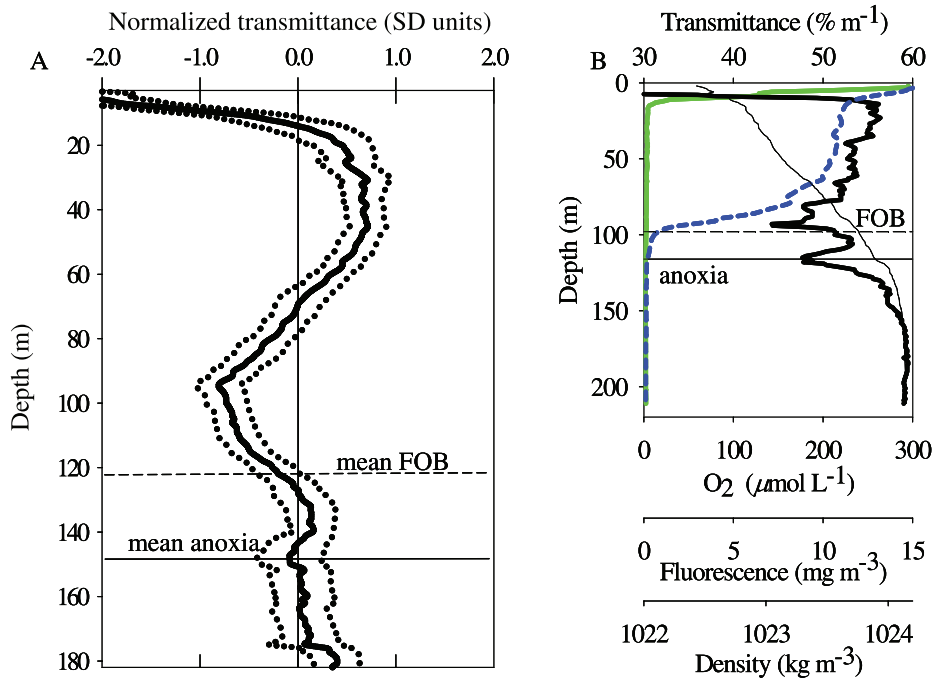 Normalized transmittance (SD units)
A
-2.0 -1.0 0.0 1.0 2.0
20
40
60
80
100
120
140
160
180
Depth (m)
mean FOB
mean anoxia
Transmittance (% m-1)
B
30 40 50 60
0
50
100
150
200
Depth (m)
FOB
anoxia
0 100 200 300
O2 (μmol L-1)
0 5 10 15
Fluorescence (mg m-3)
1022 1023 1024
Density (kg m-3)